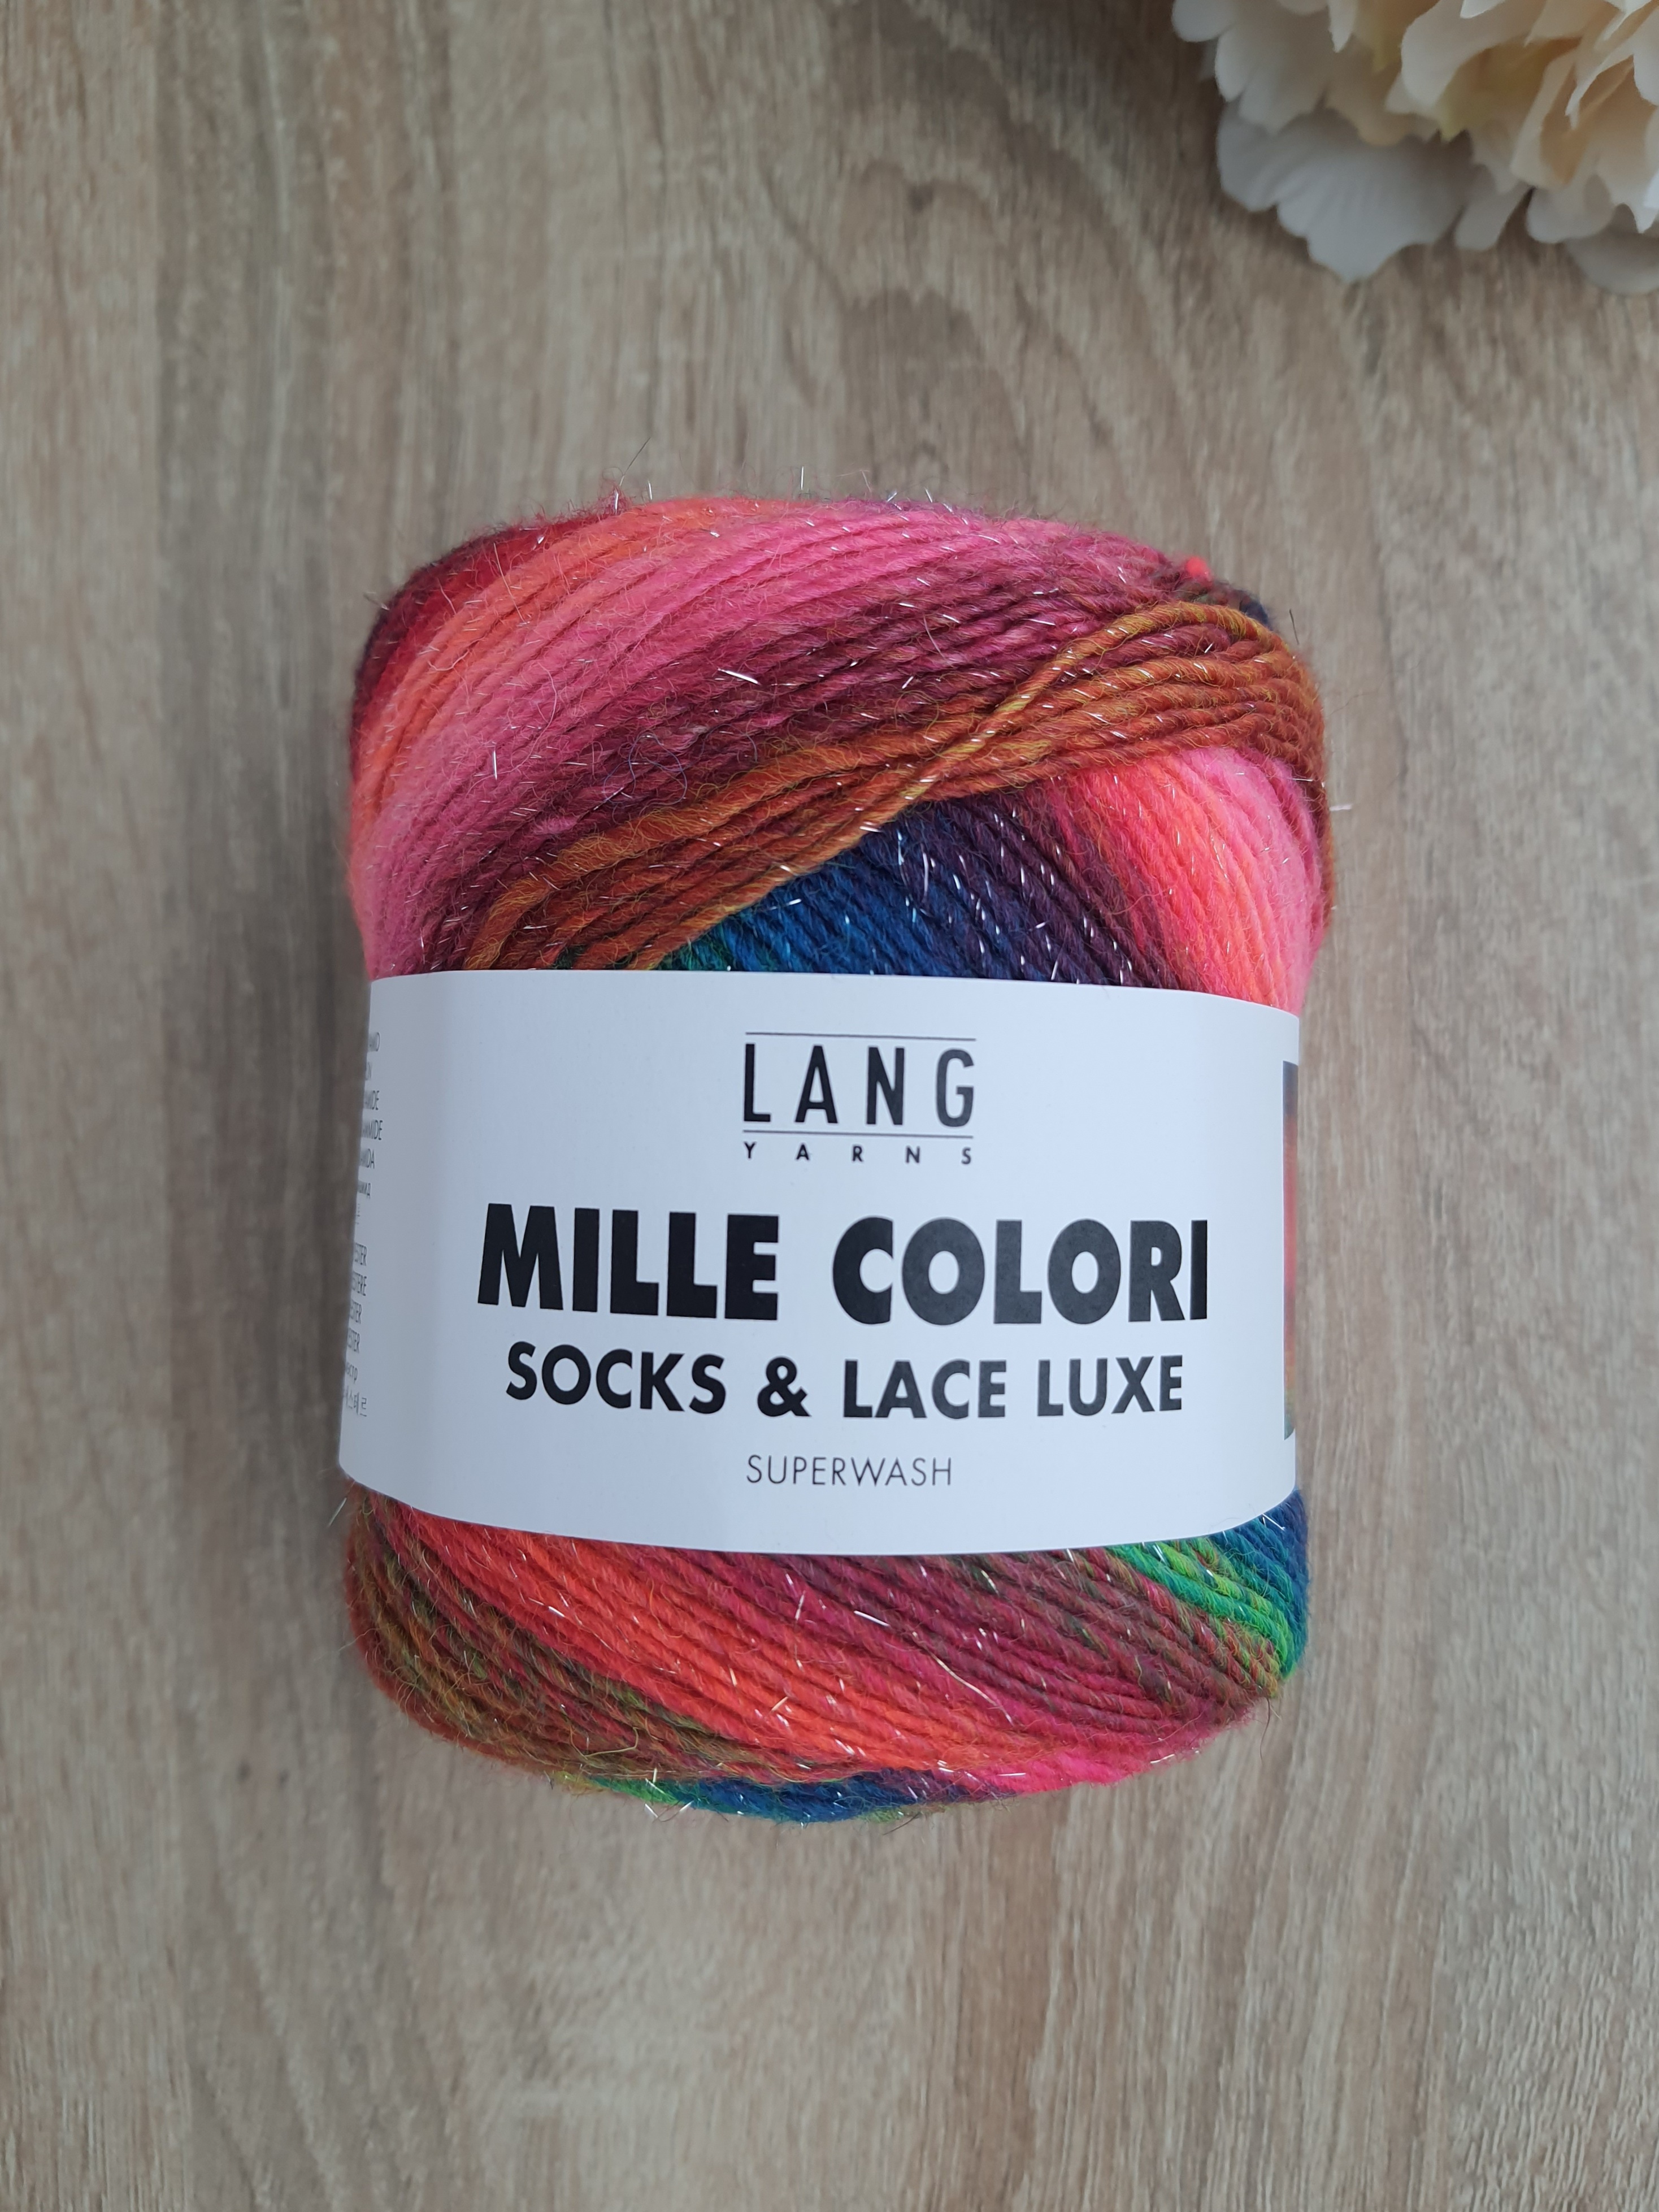 LANG
YARNS
MILLE COLORI
SOCKS & LACE LUXE
SUPERWASH